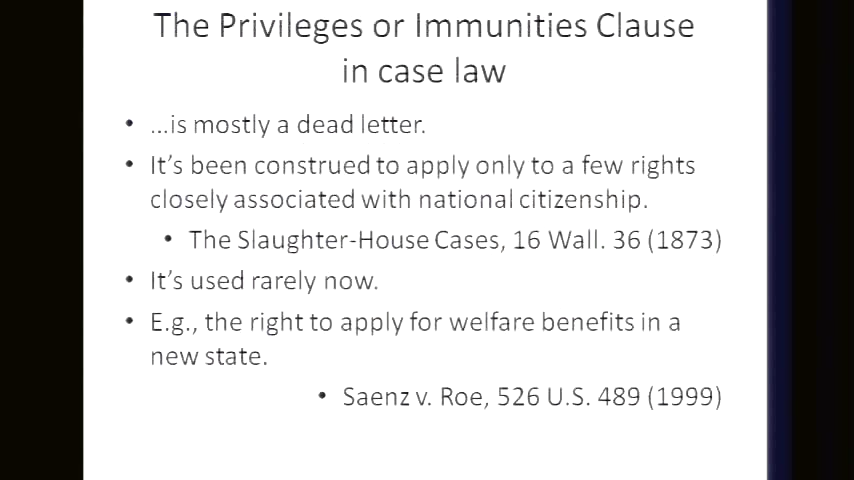 The Privileges or Immunities Clause
in case law
• ...is mostly a dead letter.
• It's been construed to apply only to a few rights
closely associated with national citizenship.
• The Slaughter-House Cases, 16 Wall. 36 (1873)
• It's used rarely now.
• E.g., the right to apply for welfare benefits in a
new state.
• Saenz v. Roe, 526 U.S. 489 (1999)